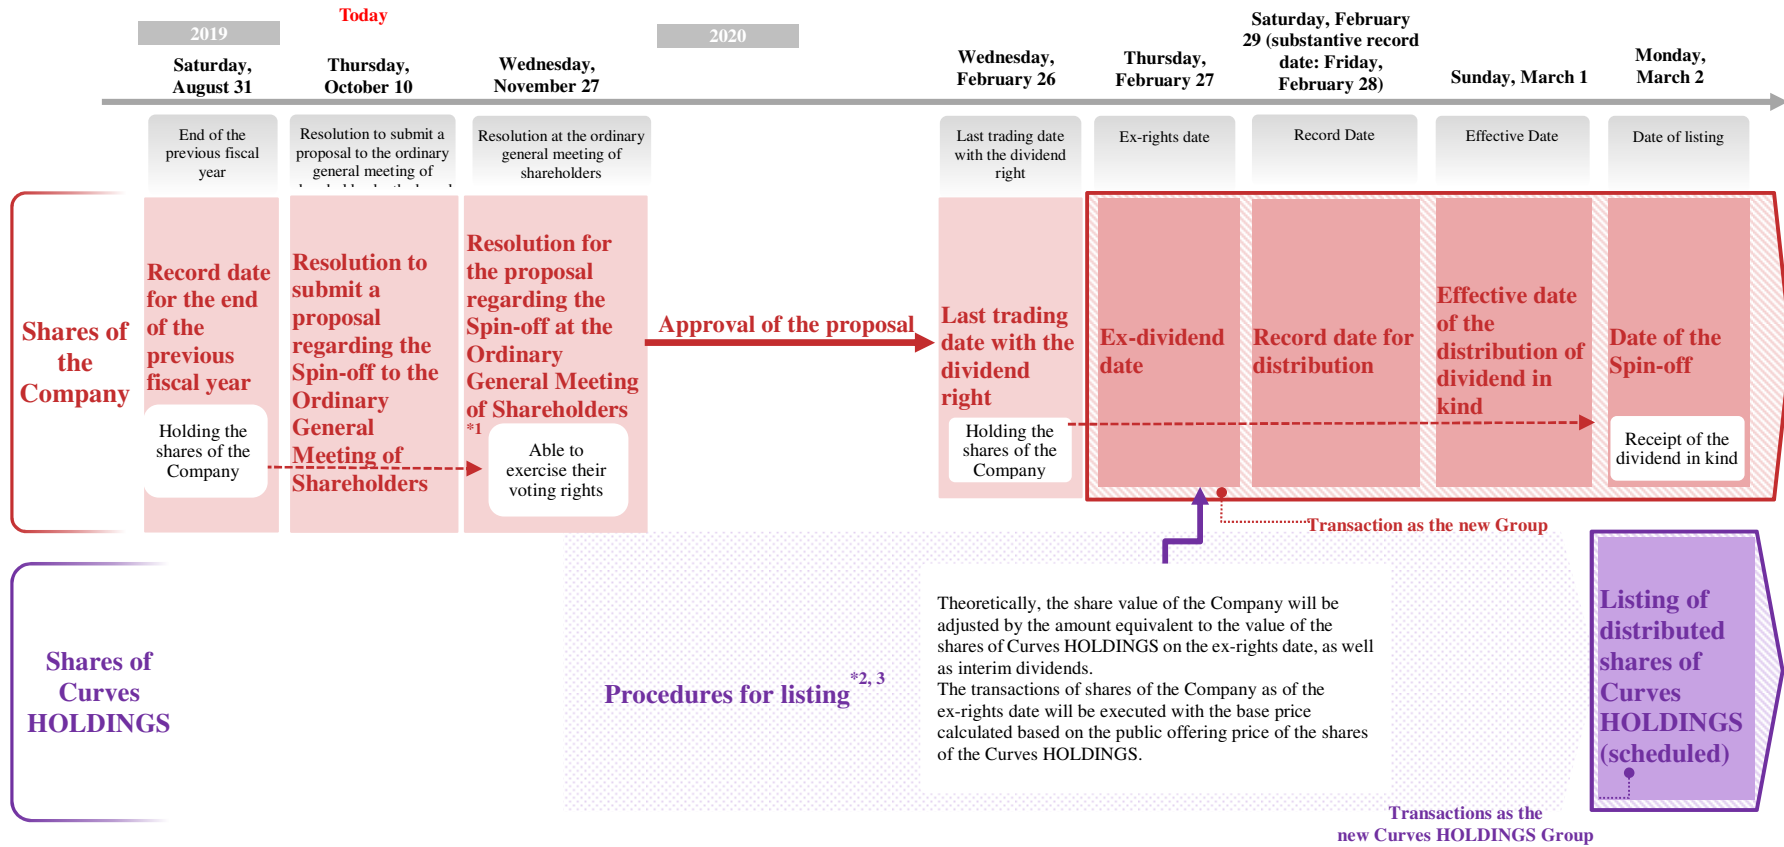 Today
2019
2020
Saturday,
August 31
Thursday,
October 10
Wednesday,
November 27
Wednesday,
February 26
Thursday,
February 27
Saturday, February
29 (substantive record
date: Friday,
February 28)
Sunday, March 1
Monday,
March 2
End of the
previous fiscal
year
Resolution to submit a
proposal to the ordinary
general meeting of
Resolution at the ordinary
general meeting of
shareholders
Last trading date
with the dividend
right
Ex-rights date
Record Date
Effective Date
Date of listing
Shares of
the
Company
Record date
for the end
of the
previous
fiscal year
Holding the
shares of the
Company
Resolution to
submit a
proposal
regarding the
Spin-off to the
Ordinary
General
Meeting of
Shareholders
Resolution for
the proposal
regarding the
Spin-off at the
Ordinary
General Meeting
of Shareholders
*1
Able to
exercise their
voting rights
Approval of the proposal
Last trading
date with the
dividend
right
Holding the
shares of the
Company
Ex-dividend
date
Record date for
distribution
Effective date
of the
distribution of
dividend in
kind
Date of the
Spin-off
Receipt of the
dividend in kind
Transaction as the new Group
Shares of
Curves
HOLDINGS
Procedures for listing*2, 3
Theoretically, the share value of the Company will be
adjusted by the amount equivalent to the value of the
shares of Curves HOLDINGS on the ex-rights date, as well
as interim dividends.
The transactions of shares of the Company as of the
ex-rights date will be executed with the base price
calculated based on the public offering price of the shares
of the Curves HOLDINGS.
Listing of
distributed
shares of
Curves
HOLDINGS
(scheduled)
Transactions as the
new Curves HOLDINGS Group